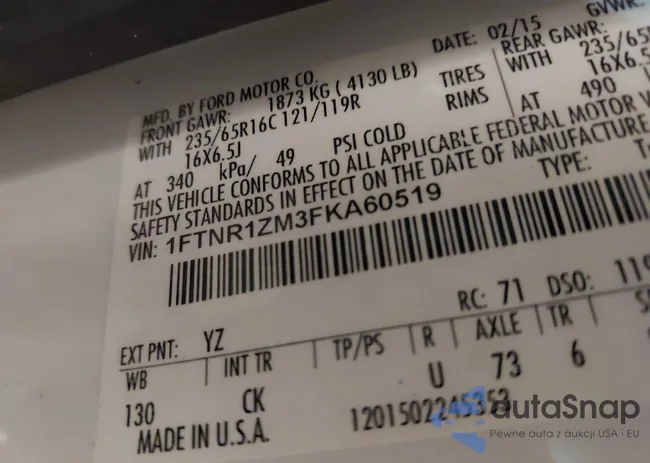 MFD. BY FORD MOTOR CO. DATE: 02/15 GVWR:
FRONT GAWR: 1873 KG ( 4130 LB) REAR GAWR:
WITH 235/65R16C 121/119R TIRES WITH 235/65
16X6.5J RIMS 16X6.5
AT 340 kPa/ 49 PSI COLD AT 490
THIS VEHICLE CONFORMS TO ALL APPLICABLE FEDERAL MOTOR V
SAFETY STANDARDS IN EFFECT ON THE DATE OF MANUFACTURE
VIN: 1FTNR1ZM3FKA60519 TYPE: T
RC: 71 DSO: 119
EXT PNT: YZ
WB INT TR TP/PS R AXLE TR S
130 CK U 73 6
MADE IN U.S.A. 1201502245353
autaSnap
Pewne auta z aukcji USA i EU